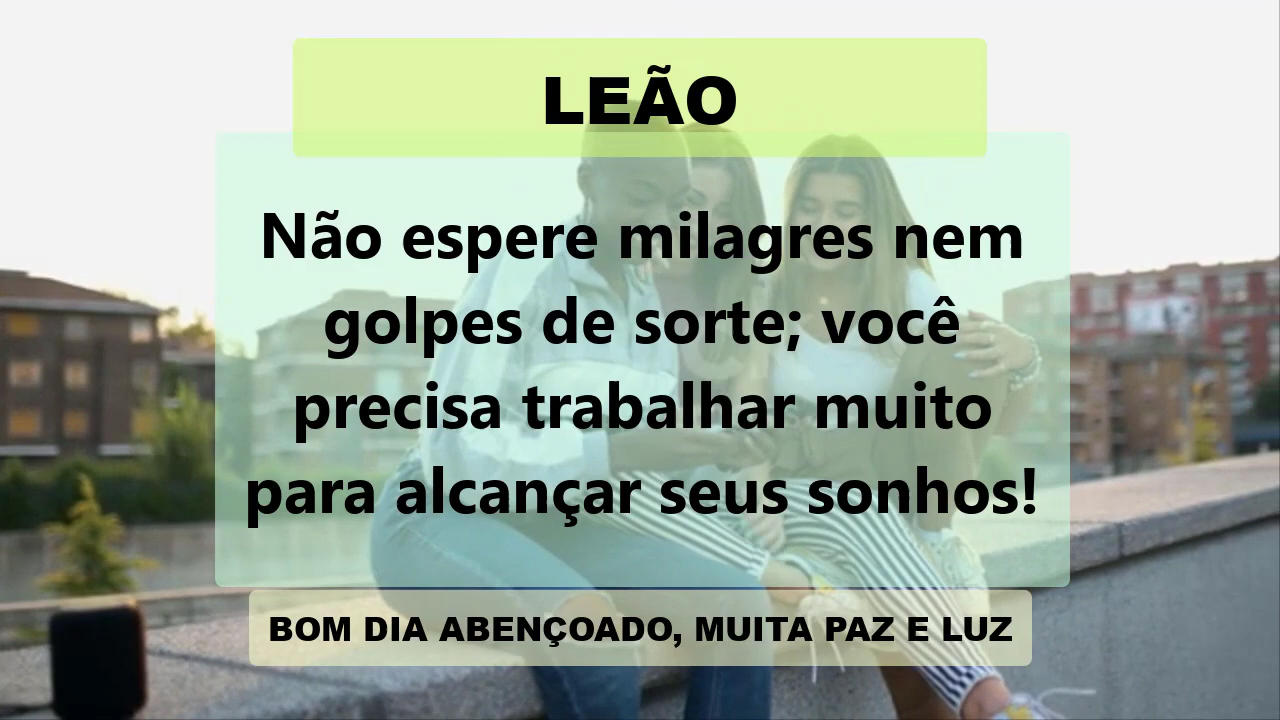 LEÃO
Não espere milagres nem
golpes de sorte; você
precisa trabalhar muito
para alcançar seus sonhos!
BOM DIA ABENÇOADO, MUITA PAZ E LUZ